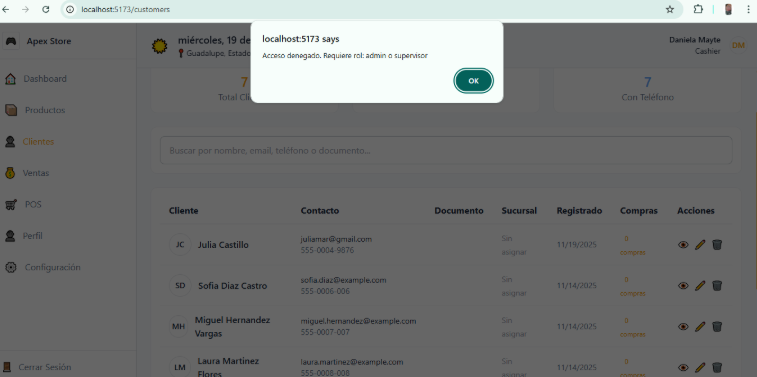 localhost:5173/customers
Apex Store
miércoles, 19 de
Guadalupe, Estado
Daniela Mayte
Cashier
DM
localhost:5173 says
Acceso denegado. Requiere rol: admin o supervisor
OK
Dashboard
Productos
Clientes
Ventas
POS
Perfil
Configuración
Cerrar Sesión
7
Total Cli
7
Con Teléfono
Buscar por nombre, email, teléfono o documento...
Cliente Contacto Documento Sucursal Registrado Compras Acciones
JC Julia Castillo juliamar@gmail.com 555-0004-9876 Sin asignar 11/19/2025 0 compras
SD Sofia Diaz Castro sofia.diaz@example.com 555-0006-006 Sin asignar 11/14/2025 0 compras
MH Miguel Hernandez Vargas miguel.hernandez@example.com 555-0007-007 Sin asignar 11/14/2025 0 compras
LM Laura Martinez Flores laura.martinez@example.com 555-0008-008 Sin asignar 11/14/2025 0 compras